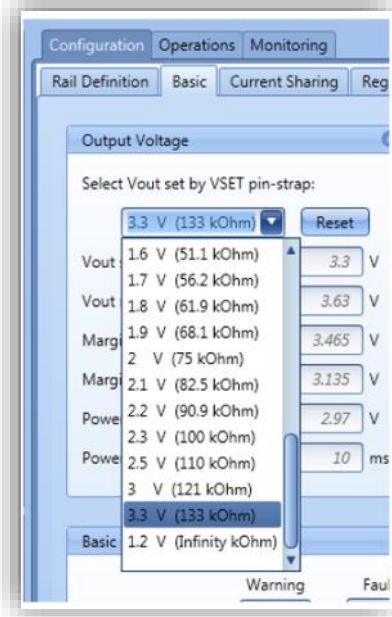 Configuration Operations Monitoring
Rail Definition Basic Current Sharing Reg
Output Voltage
Select Vout set by VSET pin-strap:
3.3 V (133 kOhm) Reset
1.6 V (51.1 kOhm)
Vout 3.3 V
1.7 V (56.2 kOhm)
Vout 3.63 V
1.8 V (61.9 kOhm)
1.9 V (68.1 kOhm)
Margi 3.465 V
2 V (75 kOhm)
Margi 3.135 V
2.1 V (82.5 kOhm)
2.2 V (90.9 kOhm)
Powe 2.97 V
2.3 V (100 kOhm)
2.5 V (110 kOhm)
Powe 10 ms
3 V (121 kOhm)
3.3 V (133 kOhm)
Basic 1.2 V (Infinity kOhm)
Warning Faul